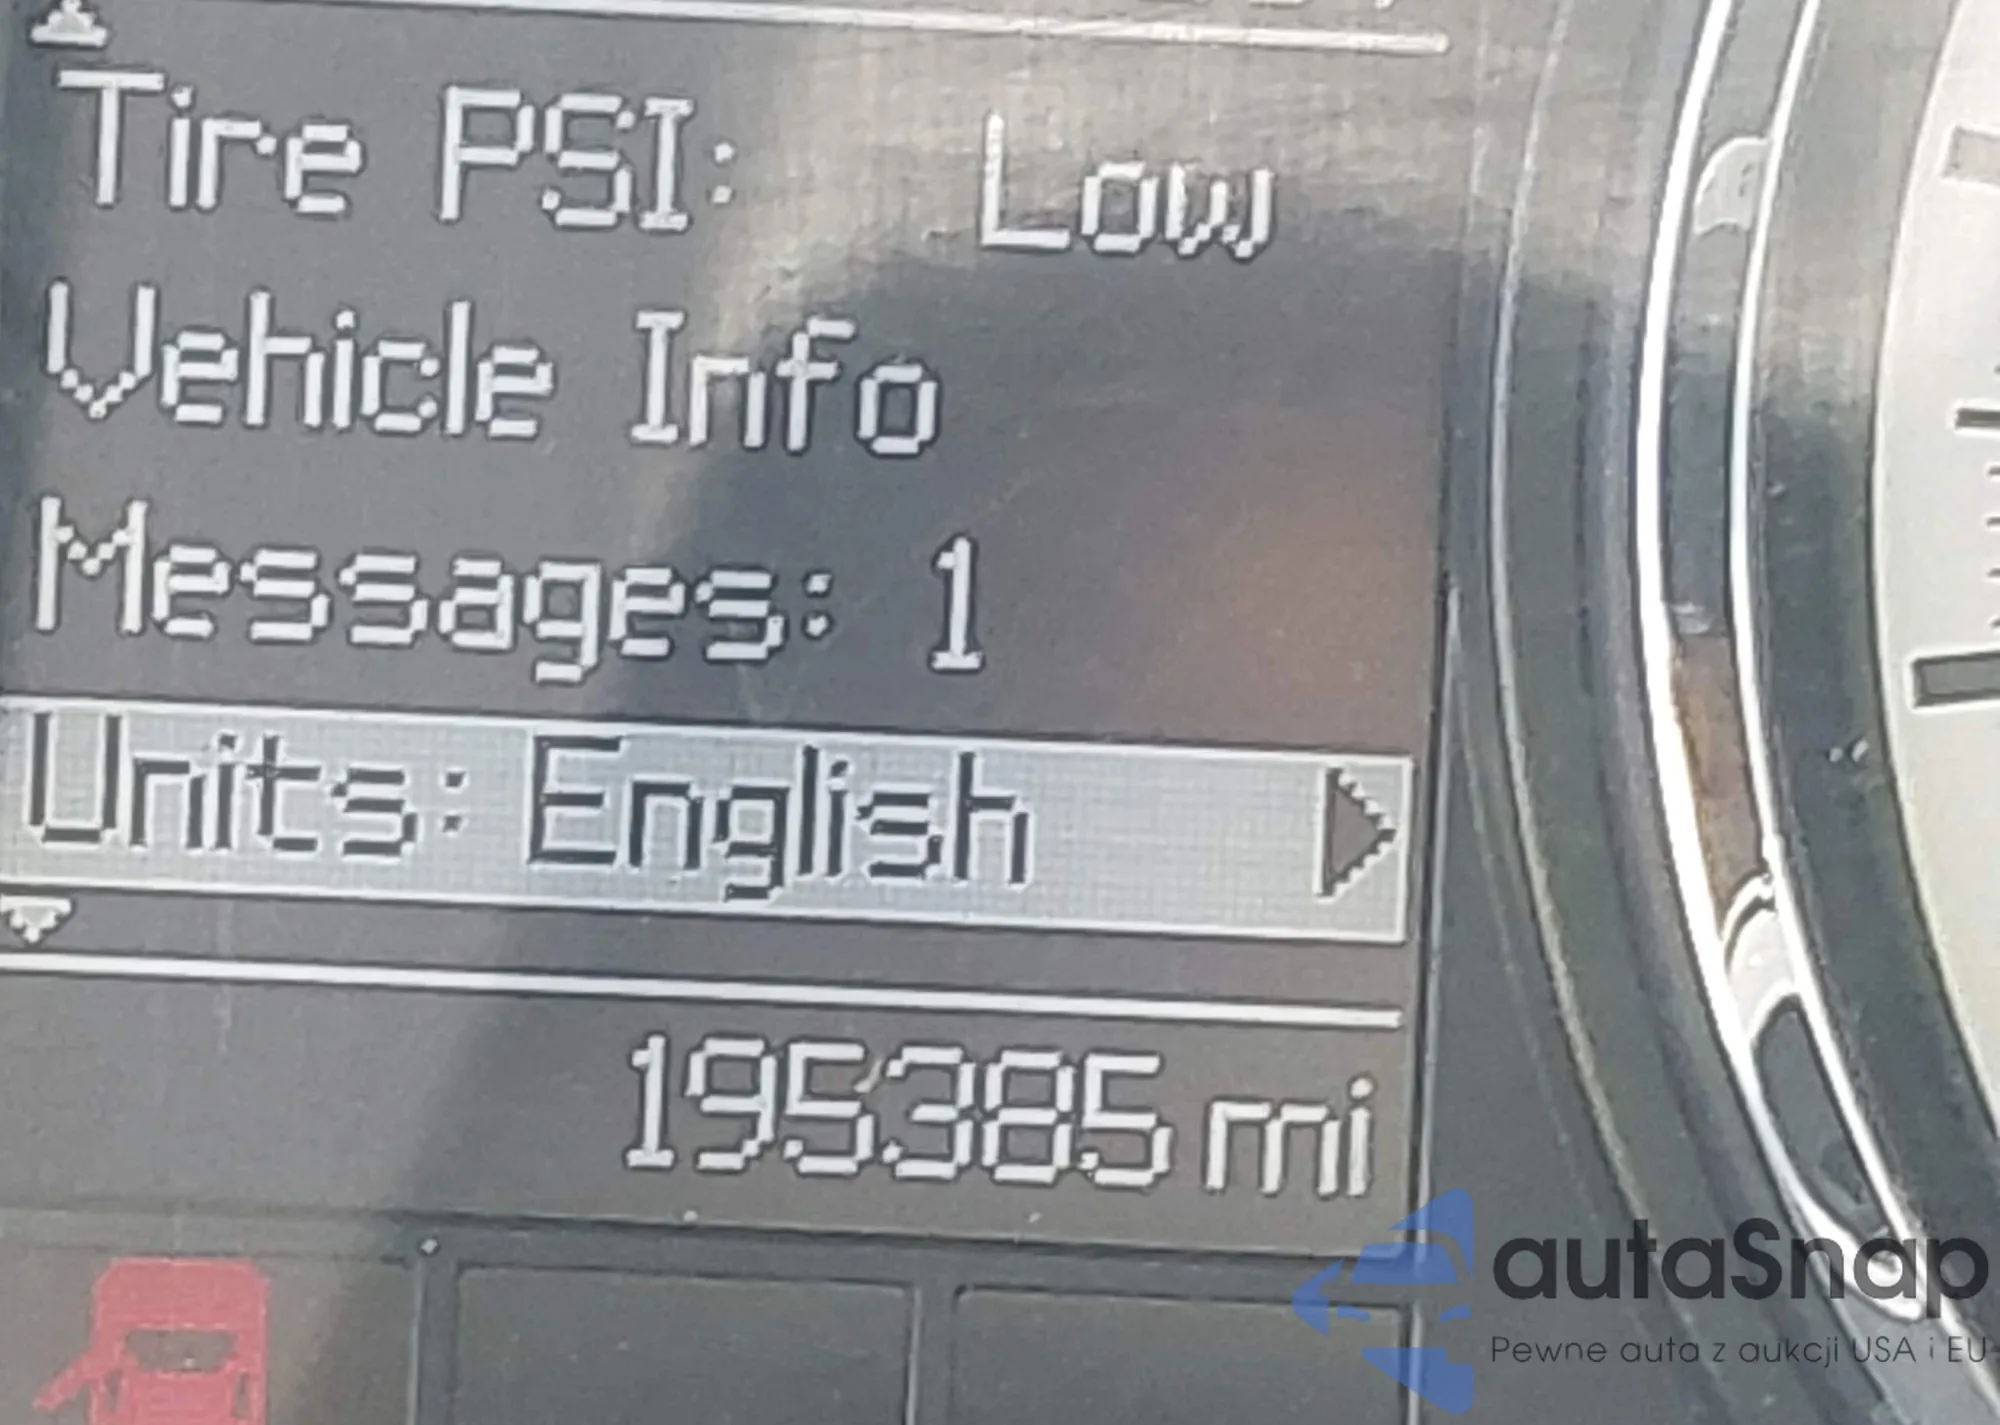 Tire PSI: Low
Vehicle Info
Messages: 1
Units: English
195385 mi
autaSnap
Pewne auta z aukcji USA i EU